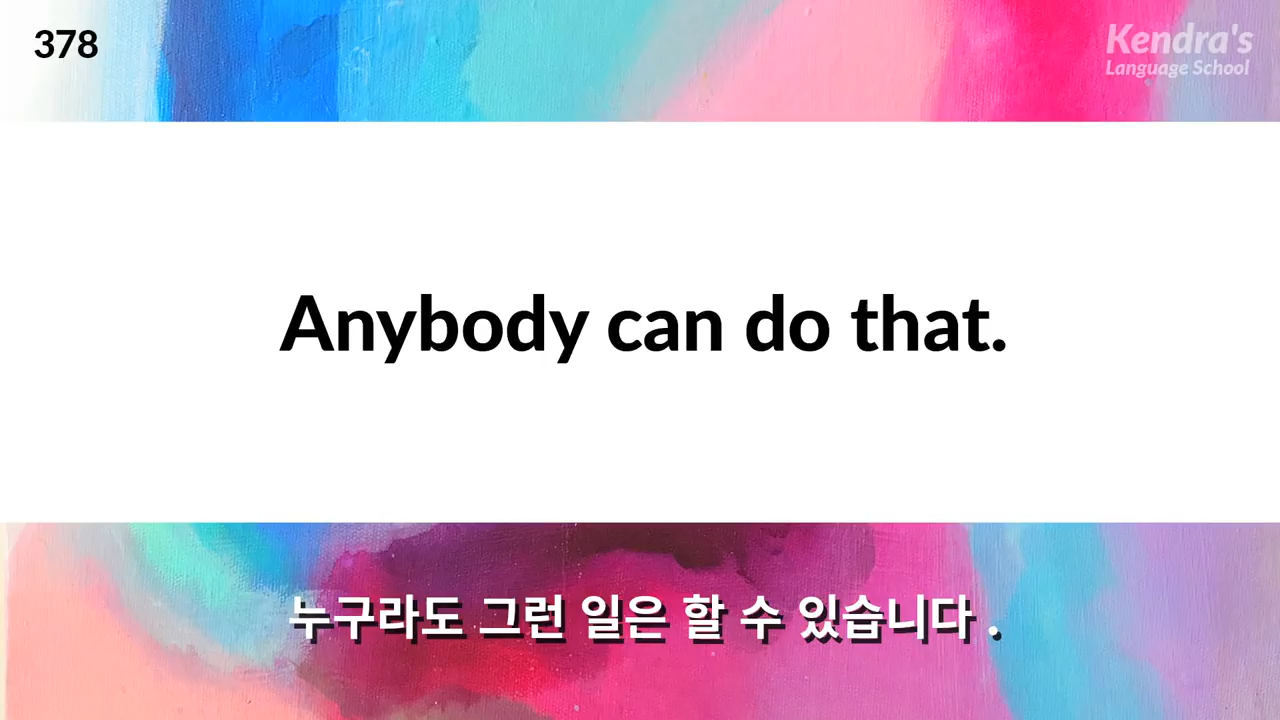 378
Kendra's
Language School
Anybody can do that.
누구라도 그런 일은 할 수 있습니다 .